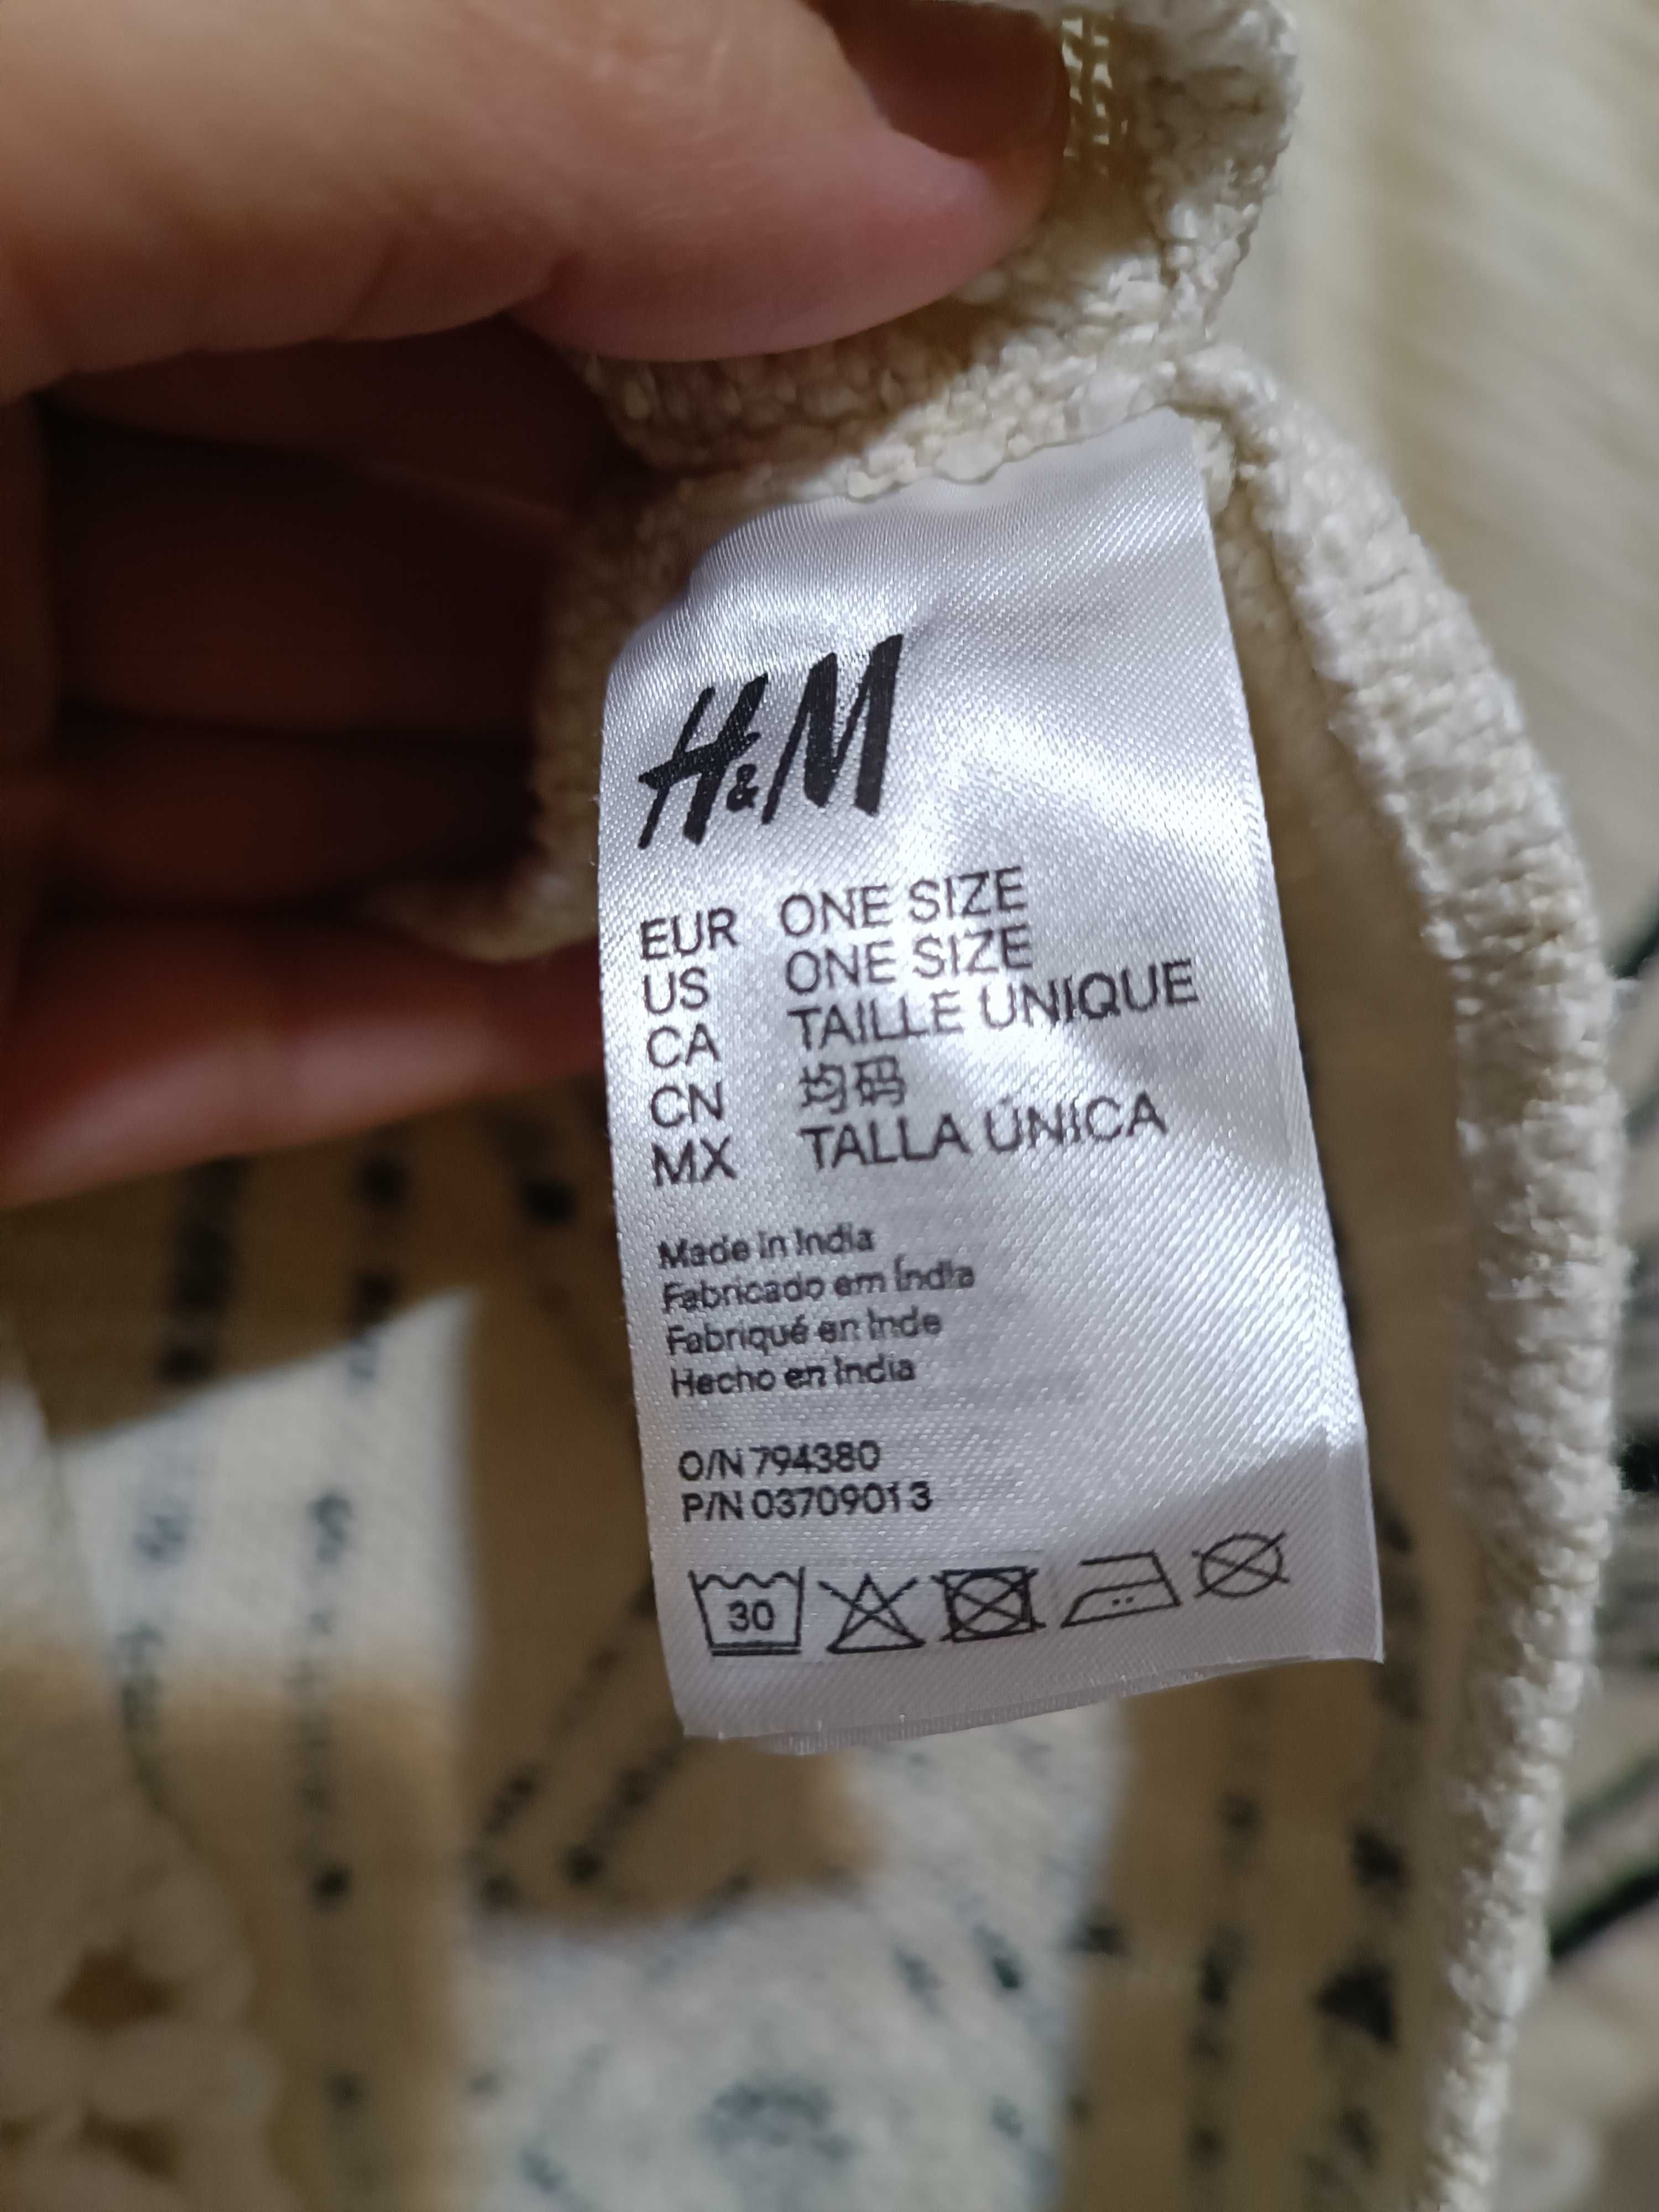 H&M
EUR ONE SIZE
US ONE SIZE
CA TAILLE UNIQUE
CN 均码
MX TALLA ÚNICA
Made in India
Fabricado em Índia
Fabriqué en Inde
Hecho en India
O/N 794380
P/N 03709013
30